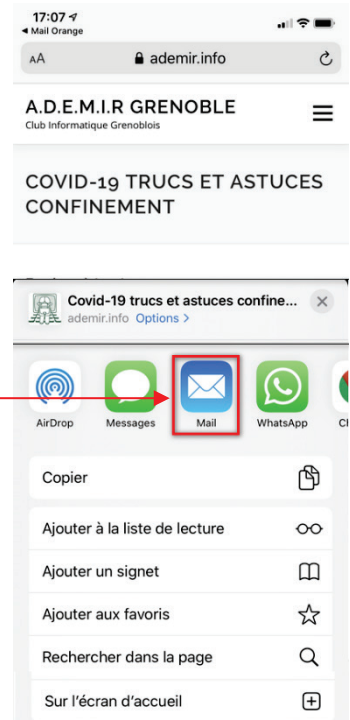 17:07
Mail Orange
AA ademir.info
A.D.E.M.I.R GRENOBLE
Club Informatique Grenoblois
COVID-19 TRUCS ET ASTUCES
CONFINEMENT
Covid-19 trucs et astuces confine...
ademir.info Options >
AirDrop Messages Mail WhatsApp
Copier
Ajouter à la liste de lecture
Ajouter un signet
Ajouter aux favoris
Rechercher dans la page
Sur l'écran d'accueil